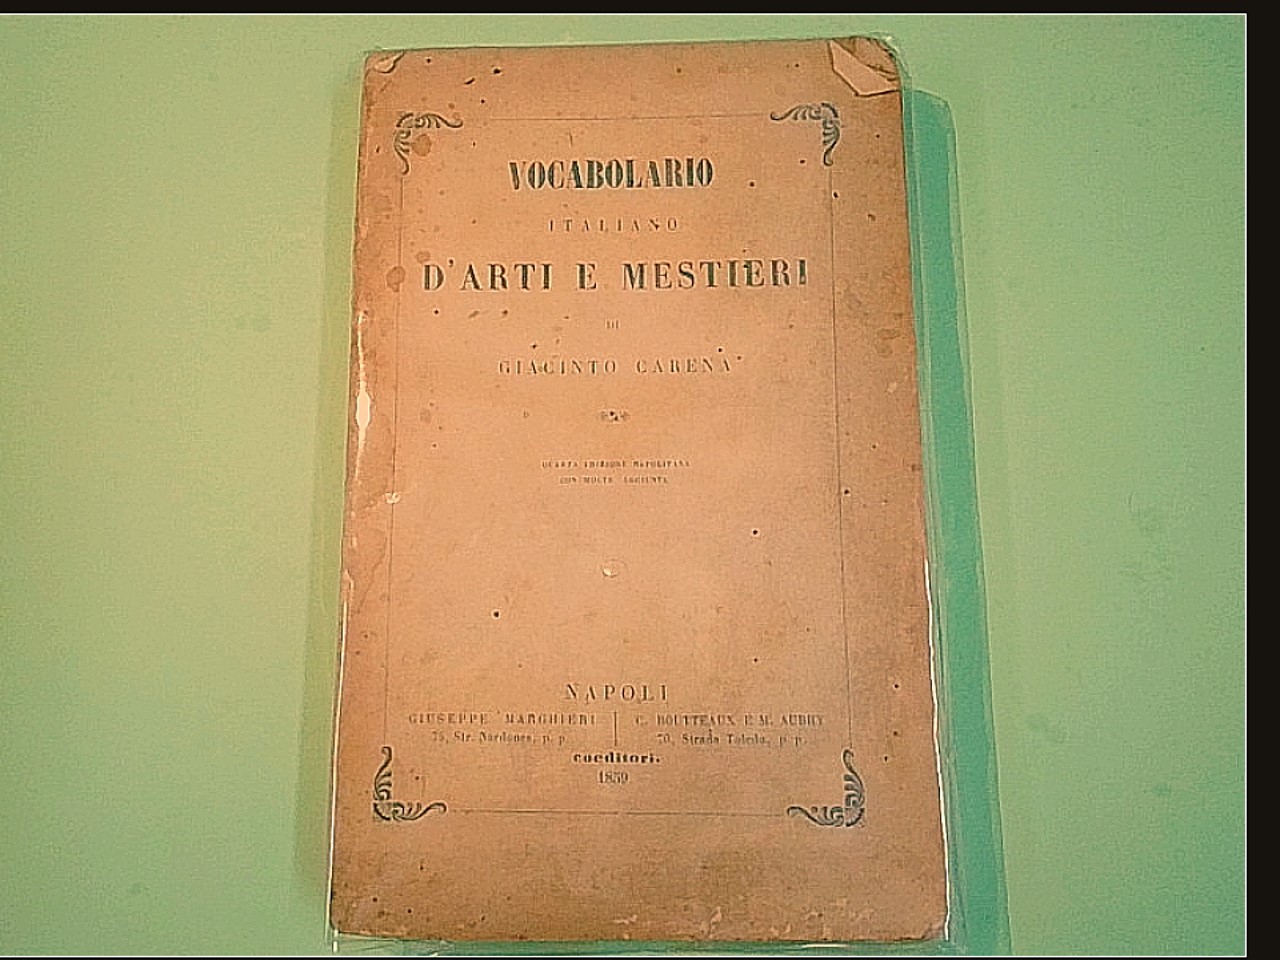 VOCABOLARIO
ITALIANO
D'ARTI E MESTIERI
DI
GIACINTO CARENA
QUARTA EDIZIONE NAPOLITANA
CON MOLTE AGGIUNTE
NAPOLI
GIUSEPPE MARGHIERI
75, Str. Nardones, p. p.
C. BOUTTEAUX E M. AUBRY
70, Strada Toledo, p. p.
coeditori.
1859